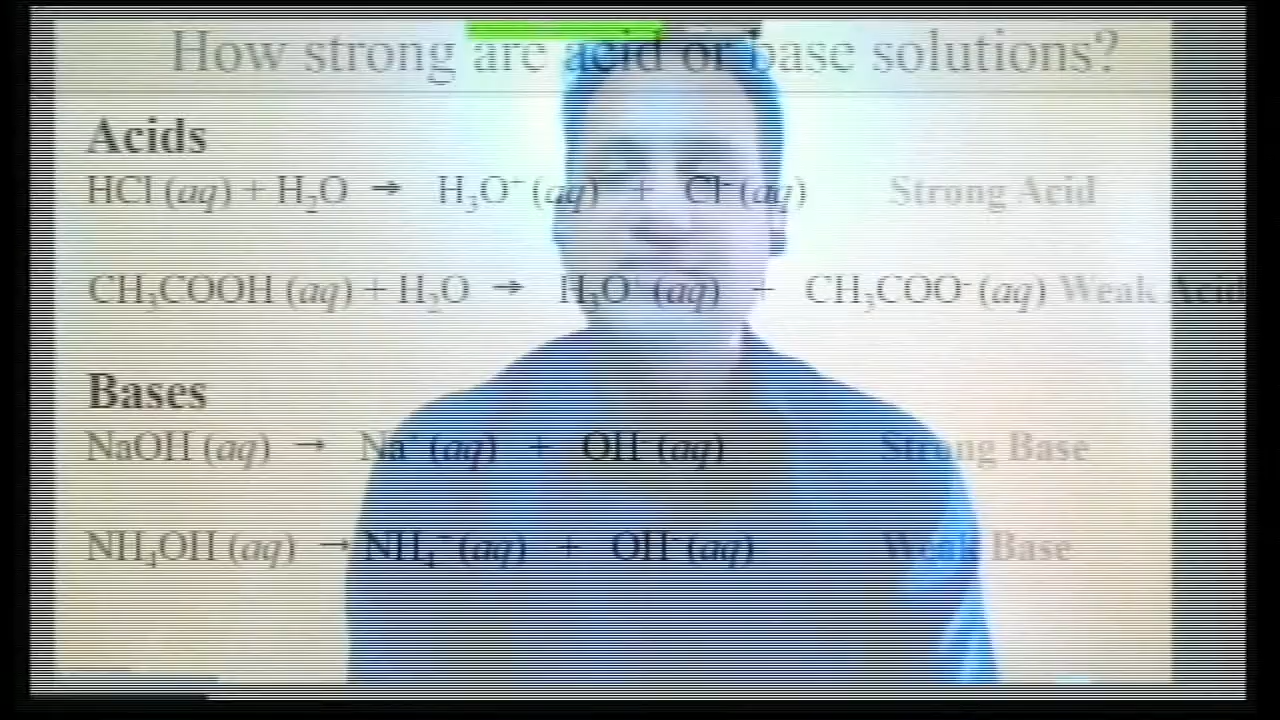 How strong are acid or base solutions?
Acids
HCl (aq) + H₂O → H₃O⁺ (aq) + Cl⁻ (aq) Strong Acid
CH₃COOH (aq) + H₂O → H₃O⁺ (aq) + CH₃COO⁻ (aq) Weak Acid
Bases
NaOH (aq) → Na⁺ (aq) + OH⁻ (aq) Strong Base
NH₄OH (aq) → NH₄⁺ (aq) + OH⁻ (aq) Weak Base